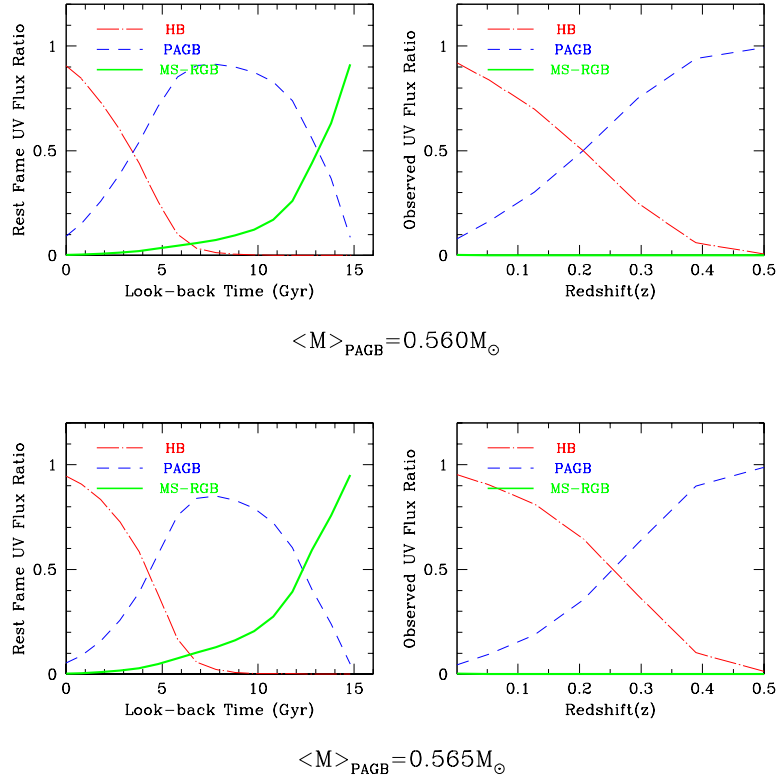 HB
PAGB
MS-RGB
Rest Fame UV Flux Ratio
1
0.5
0
0 5 10 15
Look-back Time (Gyr)
HB
PAGB
MS-RGB
Observed UV Flux Ratio
1
0.5
0
0.1 0.2 0.3 0.4 0.5
Redshift(z)
<M>PAGB=0.560M⊙
HB
PAGB
MS-RGB
Rest Fame UV Flux Ratio
1
0.5
0
0 5 10 15
Look-back Time (Gyr)
HB
PAGB
MS-RGB
Observed UV Flux Ratio
1
0.5
0
0.1 0.2 0.3 0.4 0.5
Redshift(z)
<M>PAGB=0.565M⊙